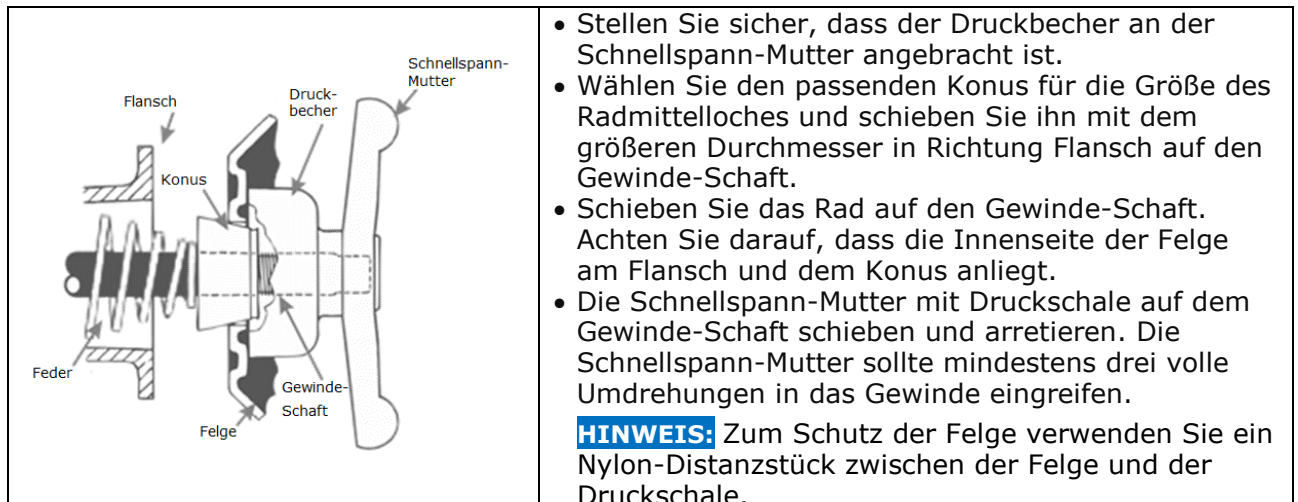 Schnellspann-
Mutter
Druck-
becher
Flansch
Konus
Feder
Gewinde-
Schaft
Felge
• Stellen Sie sicher, dass der Druckbecher an der
Schnellspann-Mutter angebracht ist.
• Wählen Sie den passenden Konus für die Größe des
Radmittelloches und schieben Sie ihn mit dem
größeren Durchmesser in Richtung Flansch auf den
Gewinde-Schaft.
• Schieben Sie das Rad auf den Gewinde-Schaft.
Achten Sie darauf, dass die Innenseite der Felge
am Flansch und dem Konus anliegt.
• Die Schnellspann-Mutter mit Druckschale auf dem
Gewinde-Schaft schieben und arretieren. Die
Schnellspann-Mutter sollte mindestens drei volle
Umdrehungen in das Gewinde eingreifen.
HINWEIS: Zum Schutz der Felge verwenden Sie ein
Nylon-Distanzstück zwischen der Felge und der
Druckschale.